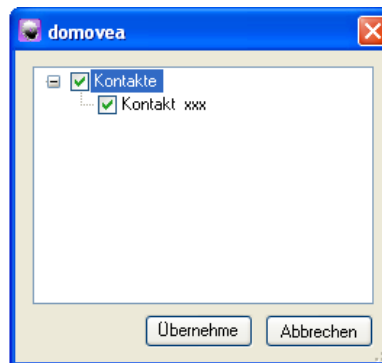 domovea
Kontakte
Kontakt xxx
Übernehme
Abbrechen